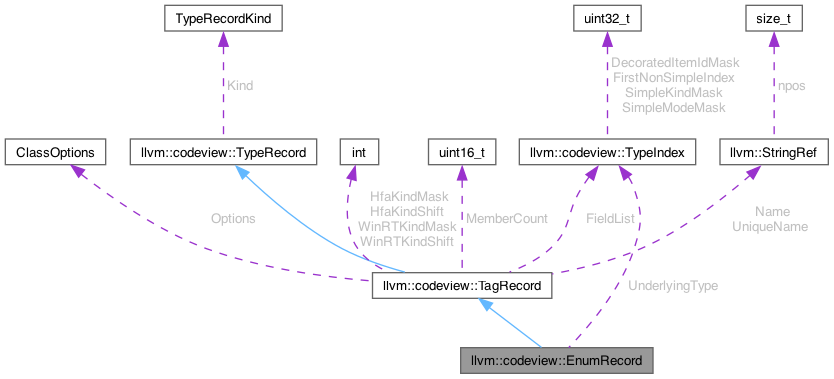 TypeRecordKind
uint32_t
size_t
Kind
DecoratedItemIdMask
FirstNonSimpleIndex
SimpleKindMask
SimpleModeMask
npos
ClassOptions
llvm::codeview::TypeRecord
int
uint16_t
llvm::codeview::TypeIndex
llvm::StringRef
Options
HfaKindMask
HfaKindShift
WinRTKindMask
WinRTKindShift
MemberCount
FieldList
Name
UniqueName
llvm::codeview::TagRecord
UnderlyingType
llvm::codeview::EnumRecord